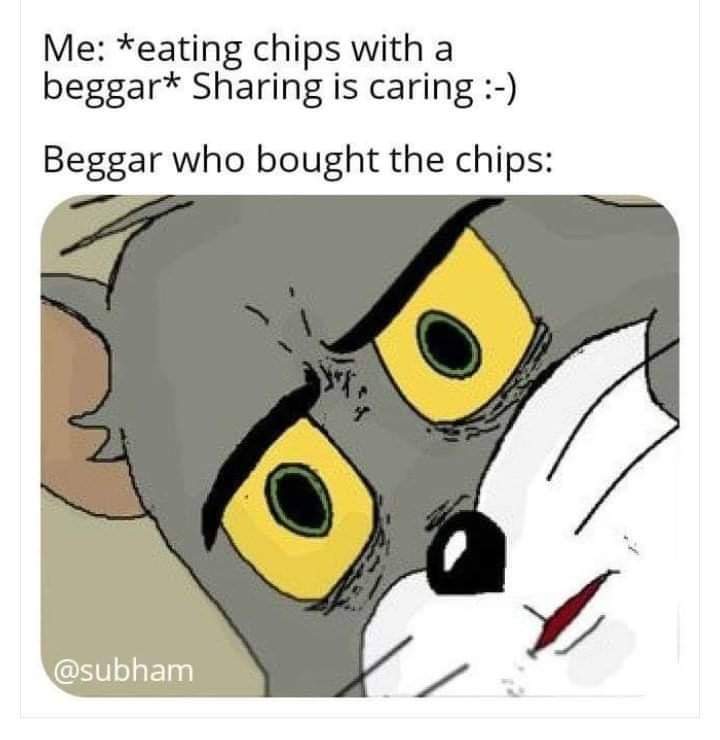 Me: *eating chips with a
beggar* Sharing is caring :-)
Beggar who bought the chips:
@subham